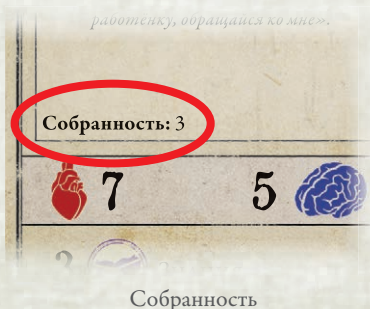 работенку, обращайся ко мне».
Собранность: 3
7 5
Собранность